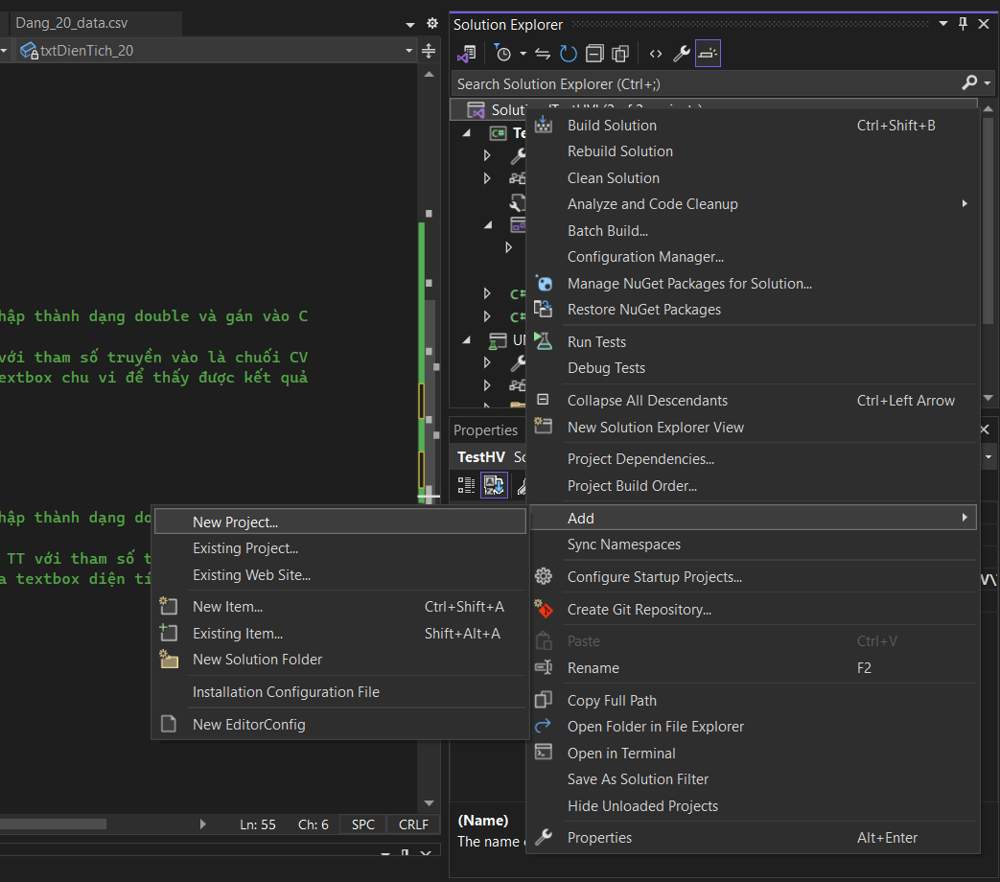 Dang_20_data.csv
txtDienTich_20
hập thành dạng double và gán vào C
với tham số truyền vào là chuối CV
extbox chu vi để thấy được kết quả
hập thành dạng do
TT với tham số t
a textbox diện tí
Ln: 55 Ch: 6 SPC CRLF
Solution Explorer
Search Solution Explorer (Ctrl+;)
Solut
C# Te
C#
C#
UI
Properties
TestHV So
(Name)
The name
Build Solution Ctrl+Shift+B
Rebuild Solution
Clean Solution
Analyze and Code Cleanup
Batch Build...
Configuration Manager...
Manage NuGet Packages for Solution...
Restore NuGet Packages
Run Tests
Debug Tests
Collapse All Descendants Ctrl+Left Arrow
New Solution Explorer View
Project Dependencies...
Project Build Order...
Add
Sync Namespaces
Configure Startup Projects...
Create Git Repository...
Paste Ctrl+V
Rename F2
Copy Full Path
Open Folder in File Explorer
Open in Terminal
Save As Solution Filter
Hide Unloaded Projects
Properties Alt+Enter
New Project...
Existing Project...
Existing Web Site...
New Item... Ctrl+Shift+A
Existing Item... Shift+Alt+A
New Solution Folder
Installation Configuration File
New EditorConfig